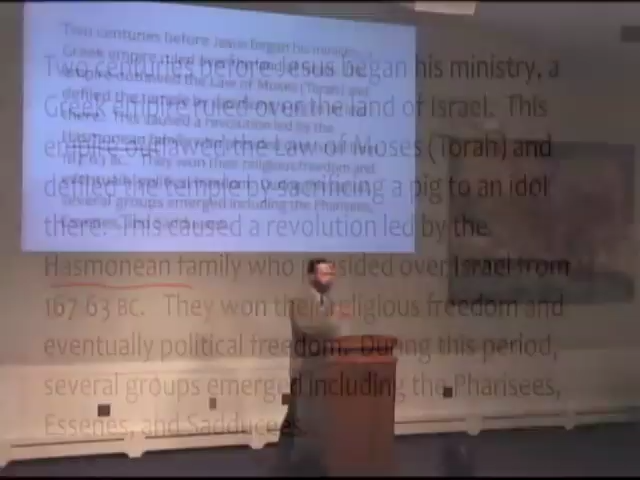 Two centuries before Jesus began his ministry, a
Greek empire ruled over the land of Israel. This
empire outlawed the Law of Moses (Torah) and
defiled the temple by sacrificing a pig to an idol
there. This caused a revolution led by the
Hasmonean family who presided over Israel from
167-63 BC. They won their religious freedom and
eventually political freedom. During this period,
several groups emerged including the Pharisees,
Essenes, and Sadducees.